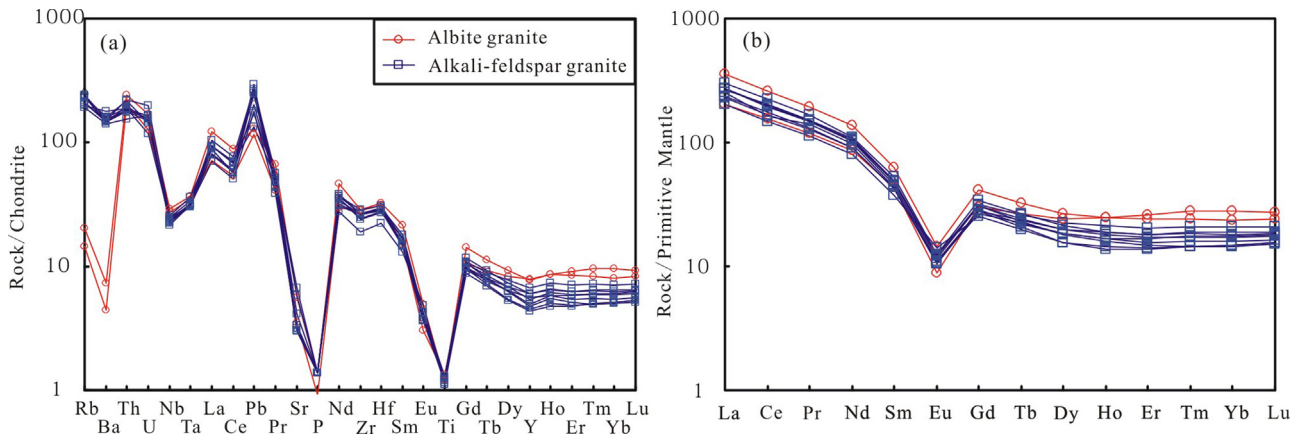 1000
(a)
Albite granite
Alkali-feldspar granite
100
10
1
Rock/Chondrite
Rb Th Nb La Pb Sr Nd Hf Eu Gd Dy Ho Tm Lu
Ba U Ta Ce Pr P Zr Sm Ti Tb Y Er Yb
1000
(b)
100
10
1
Rock/Primitive Mantle
La Ce Pr Nd Sm Eu Gd Tb Dy Ho Er Tm Yb Lu